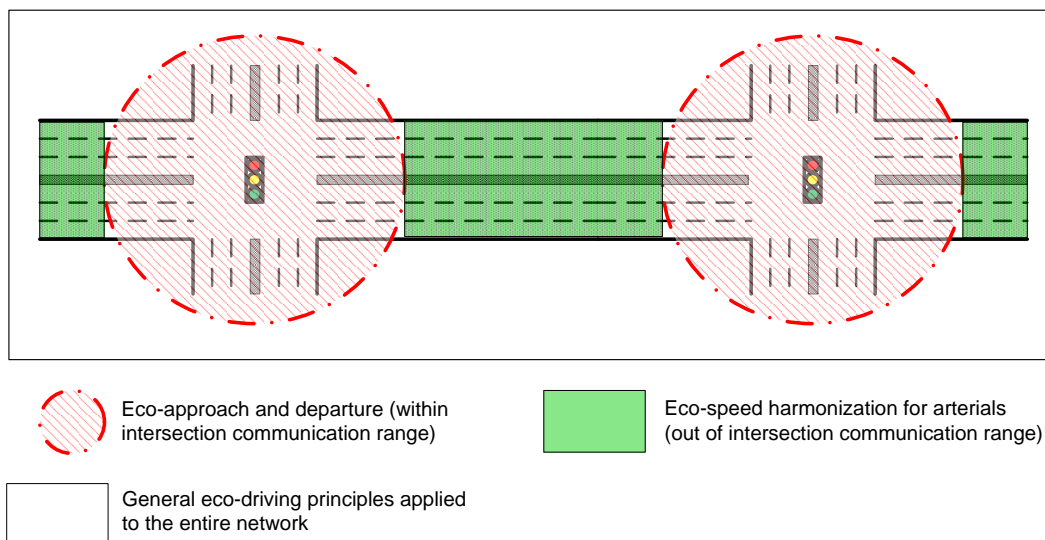 Eco-approach and departure (within
intersection communication range)
Eco-speed harmonization for arterials
(out of intersection communication range)
General eco-driving principles applied
to the entire network